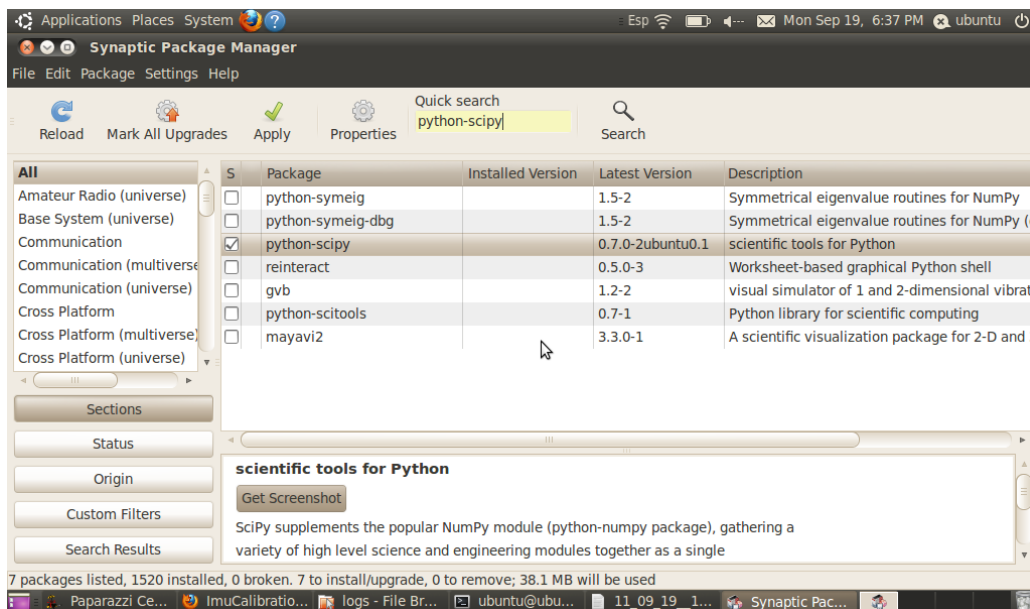 Applications Places System Esp Mon Sep 19, 6:37 PM ubuntu
Synaptic Package Manager
File Edit Package Settings Help
Quick search
python-scipy
Reload Mark All Upgrades Apply Properties Search
All
Amateur Radio (universe)
Base System (universe)
Communication
Communication (multiverse
Communication (universe)
Cross Platform
Cross Platform (multiverse)
Cross Platform (universe)
Sections
Status
Origin
Custom Filters
Search Results
S Package Installed Version Latest Version Description
python-symeig 1.5-2 Symmetrical eigenvalue routines for NumPy
python-symeig-dbg 1.5-2 Symmetrical eigenvalue routines for NumPy (
python-scipy 0.7.0-2ubuntu0.1 scientific tools for Python
reinteract 0.5.0-3 Worksheet-based graphical Python shell
gvb 1.2-2 visual simulator of 1 and 2-dimensional vibrat
python-scitools 0.7-1 Python library for scientific computing
mayavi2 3.3.0-1 A scientific visualization package for 2-D and
scientific tools for Python
Get Screenshot
SciPy supplements the popular NumPy module (python-numpy package), gathering a
variety of high level science and engineering modules together as a single
7 packages listed, 1520 installed, 0 broken. 7 to install/upgrade, 0 to remove; 38.1 MB will be used
Paparazzi Ce... ImuCalibratio... logs - File Br... ubuntu@ubu... 11_09_19__1... Synaptic Pac...